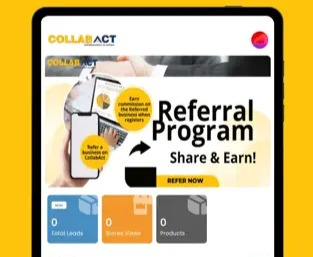 COLLABACT
COLLABACT
Earn
commission on
the Referred
business when
registers
Refer a
business on
CollabAct
Referral
Program
Share & Earn!
REFER NOW
0
Total Leads
0
Stores Views
0
Products